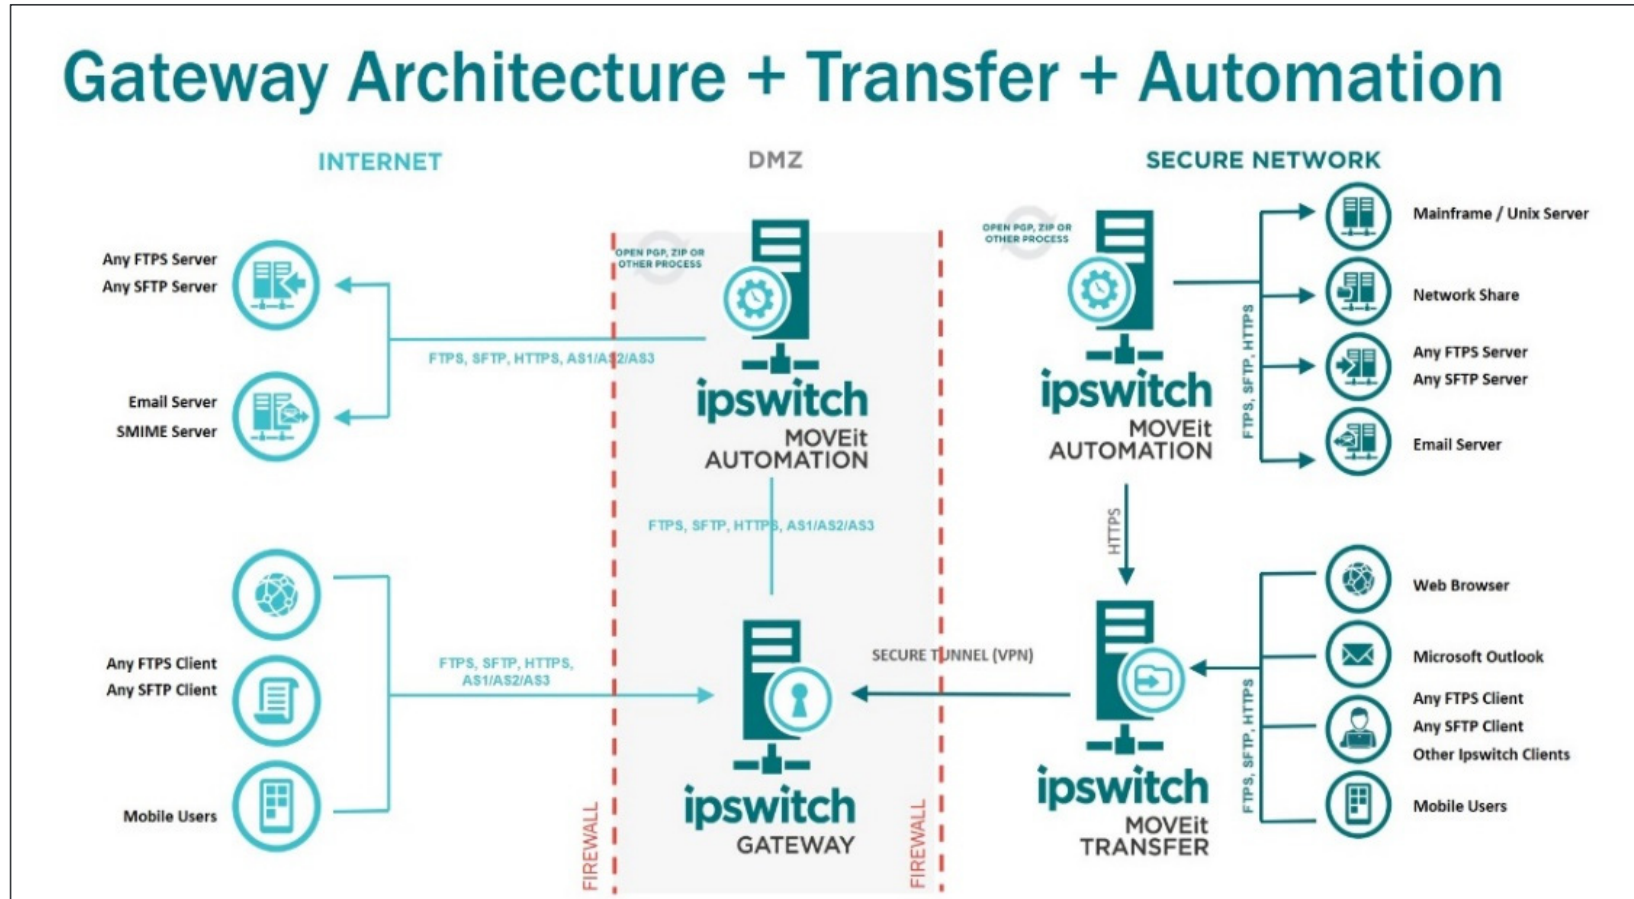 Gateway Architecture + Transfer + Automation
INTERNET
DMZ
SECURE NETWORK
Any FTPS Server
Any SFTP Server
Email Server
SMIME Server
FTPS, SFTP, HTTPS, AS1/AS2/AS3
OPEN PGP, ZIP OR
OTHER PROCESS
ipswitch
MOVEit
AUTOMATION
FTPS, SFTP, HTTPS, AS1/AS2/AS3
OPEN PGP, ZIP OR
OTHER PROCESS
ipswitch
MOVEit
AUTOMATION
FTPS, SFTP, HTTPS
Mainframe / Unix Server
Network Share
Any FTPS Server
Any SFTP Server
Email Server
HTTPS
Any FTPS Client
Any SFTP Client
Mobile Users
FTPS, SFTP, HTTPS,
AS1/AS2/AS3
FIREWALL
ipswitch
GATEWAY
FIREWALL
SECURE TUNNEL (VPN)
ipswitch
MOVEit
TRANSFER
FTPS, SFTP, HTTPS
Web Browser
Microsoft Outlook
Any FTPS Client
Any SFTP Client
Other Ipswitch Clients
Mobile Users